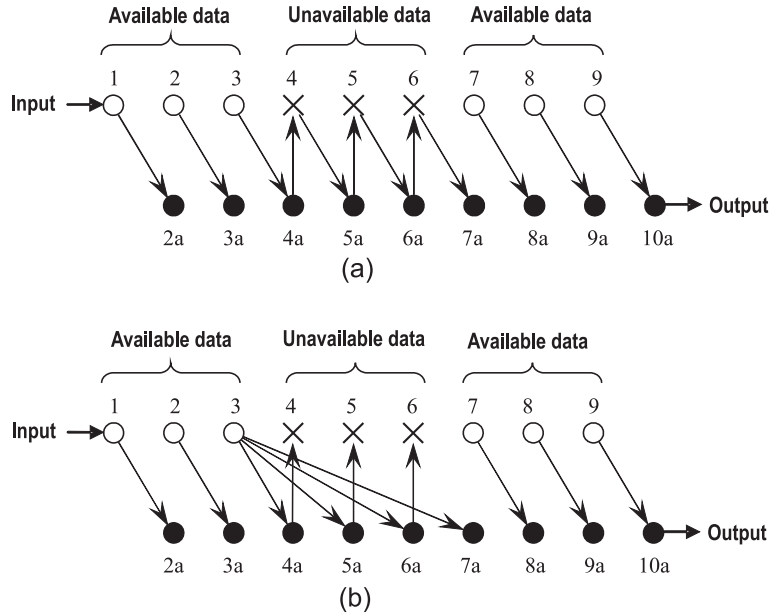 Available data Unavailable data Available data
1 2 3 4 5 6 7 8 9
Input
2a 3a 4a 5a 6a 7a 8a 9a 10a
Output
(a)
Available data Unavailable data Available data
1 2 3 4 5 6 7 8 9
Input
Output
2a 3a 4a 5a 6a 7a 8a 9a 10a
(b)